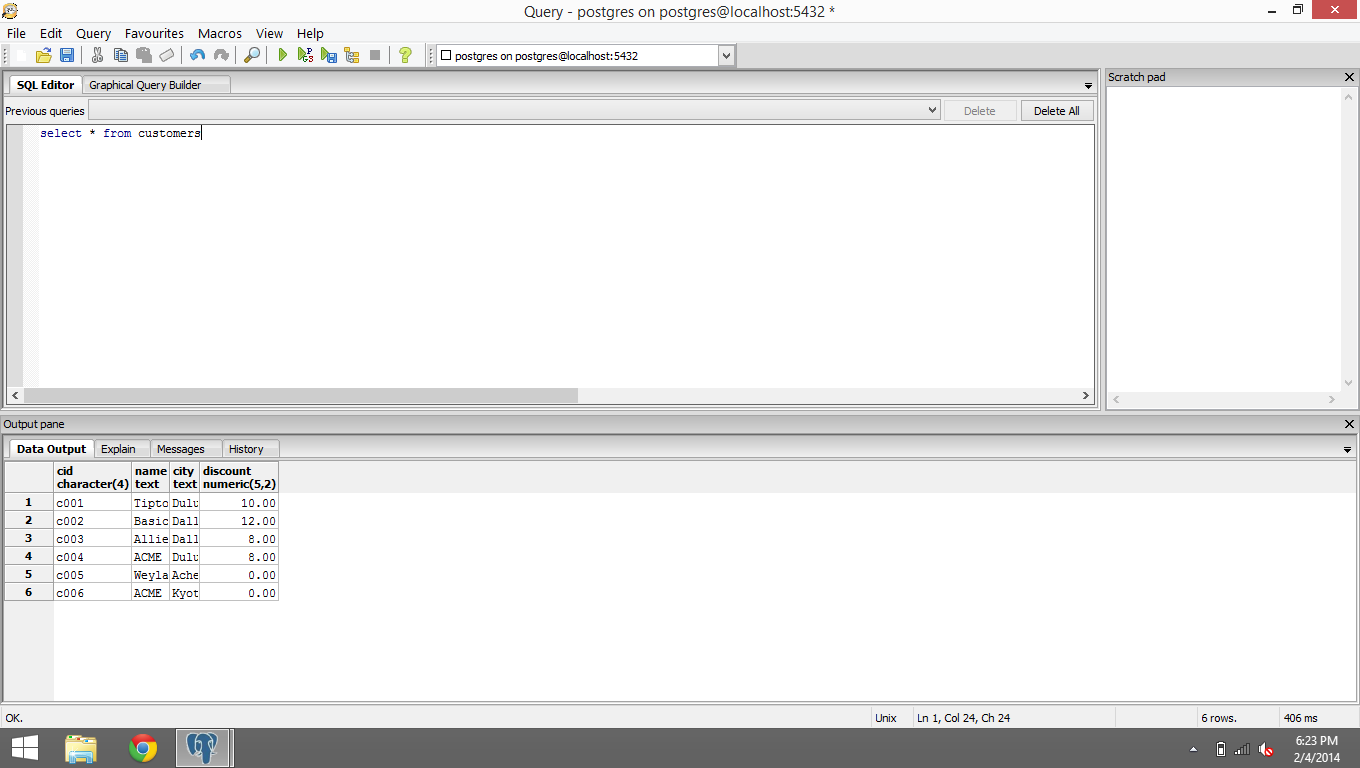 Query - postgres on postgres@localhost:5432 *
File Edit Query Favourites Macros View Help
postgres on postgres@localhost:5432
SQL Editor Graphical Query Builder
Scratch pad
Previous queries Delete Delete All
select * from customers
Output pane
Data Output Explain Messages History
cid name city discount
character(4) text text numeric(5,2)
1 c001 Tipto Dulu 10.00
2 c002 Basic Dall 12.00
3 c003 Allie Dall 8.00
4 c004 ACME Dulu 8.00
5 c005 Weyla Ache 0.00
6 c006 ACME Kyot 0.00
OK. Unix Ln 1, Col 24, Ch 24 6 rows. 406 ms
6:23 PM
2/4/2014